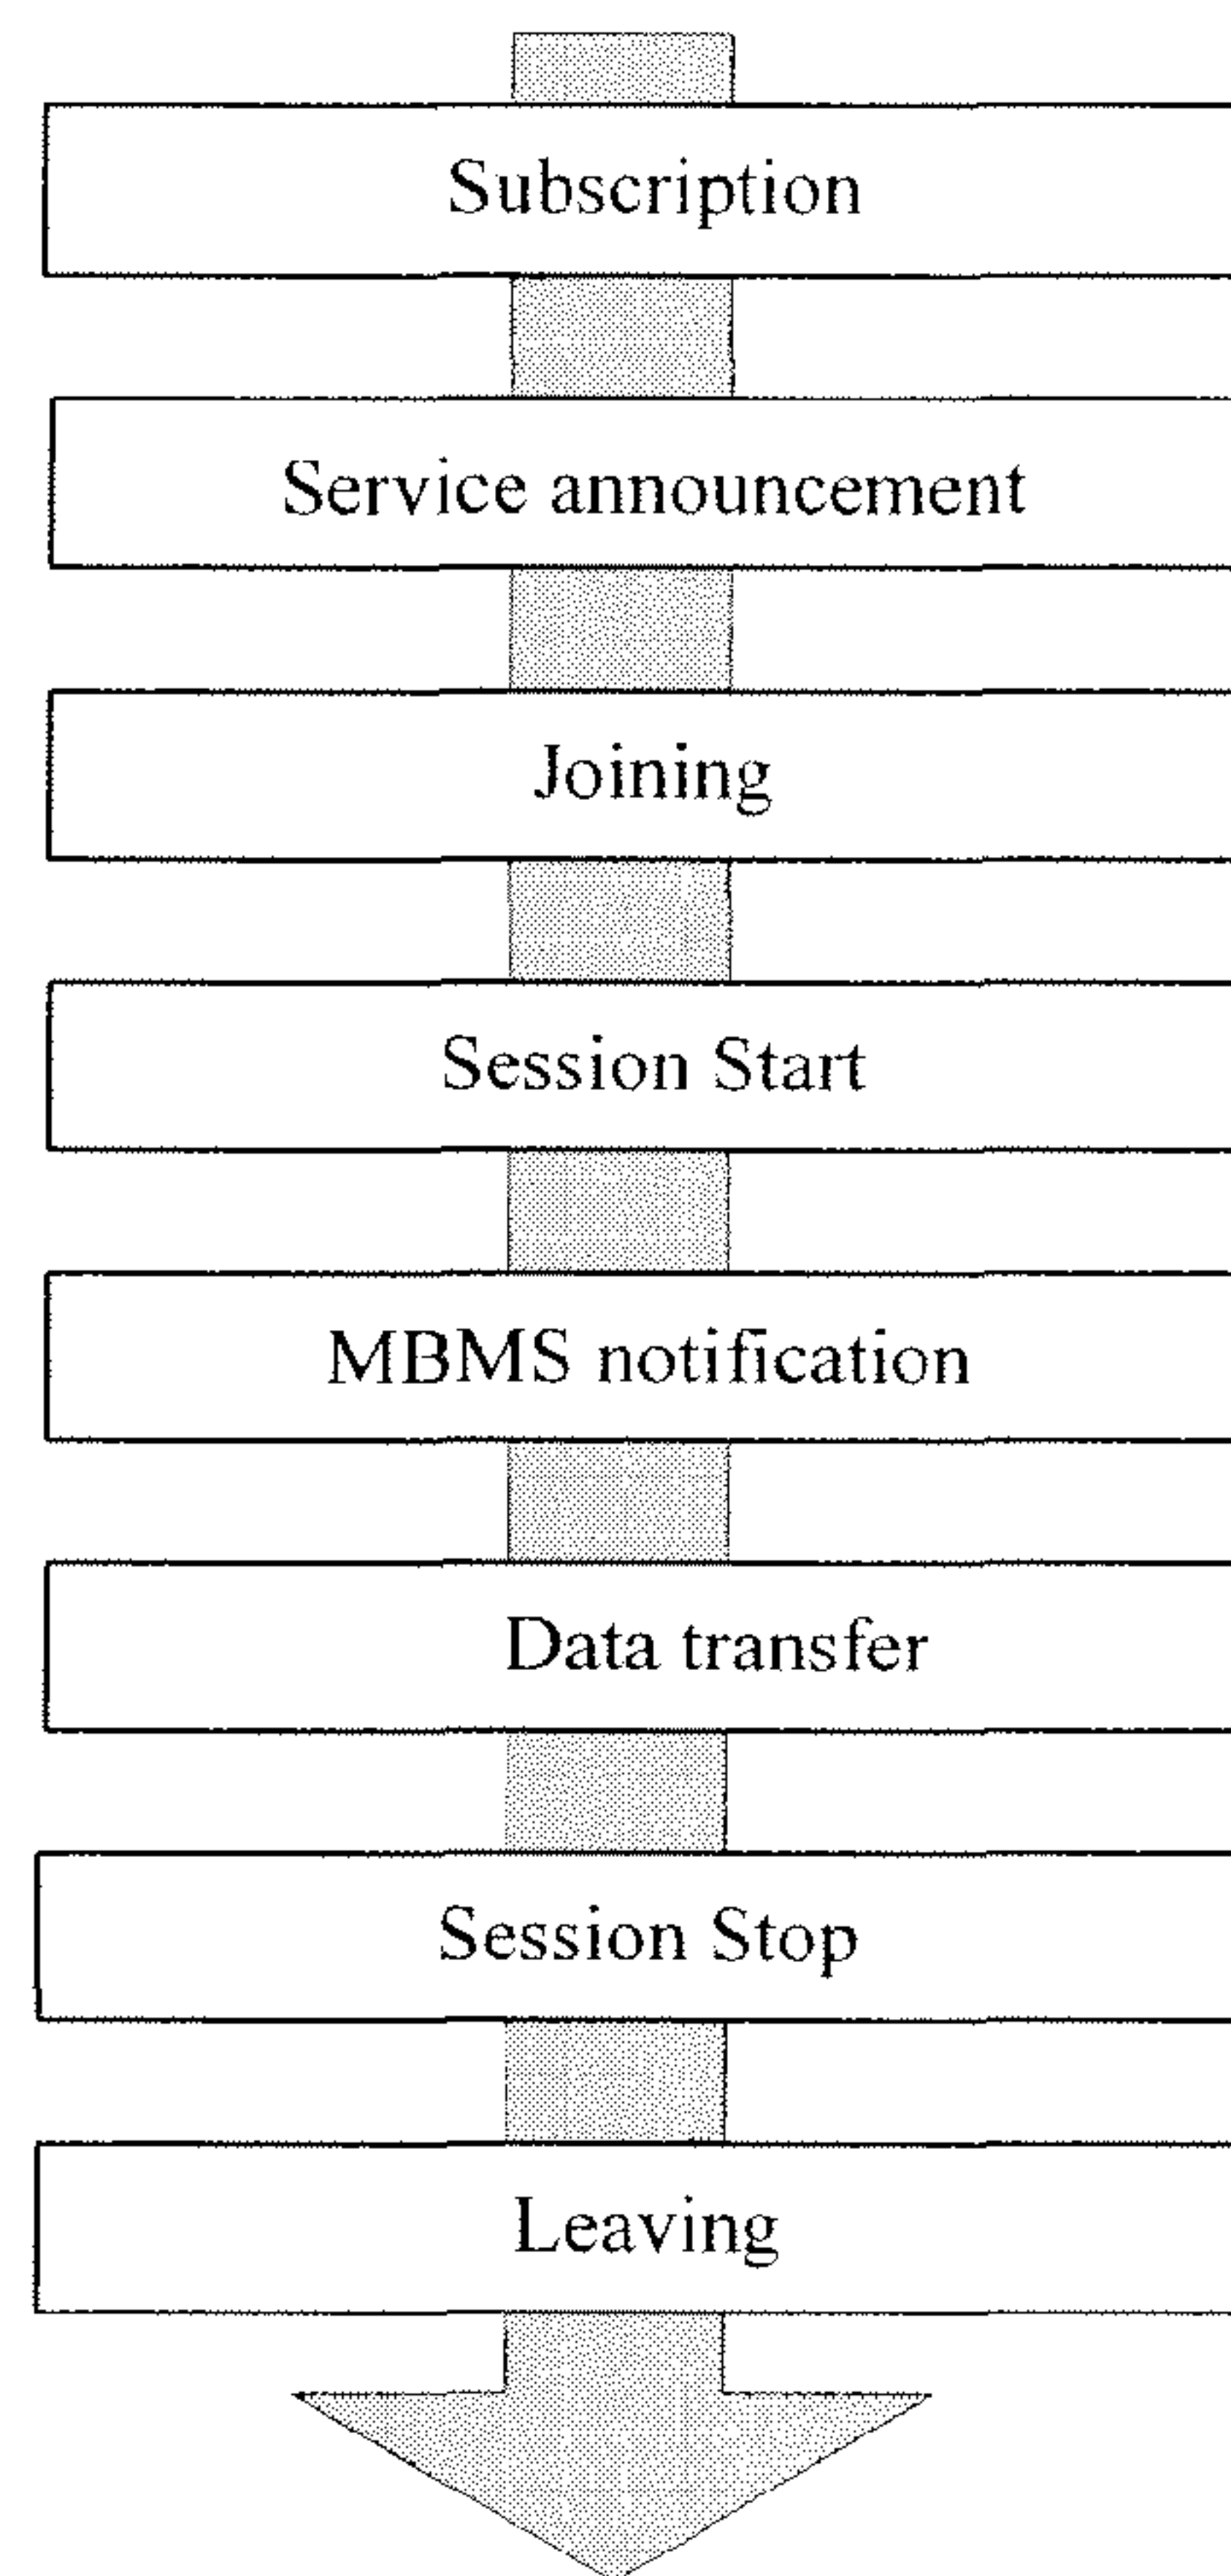 Subscription
Service announcement
Joining
Session Start
MBMS notification
Data transfer
Session Stop
Leaving